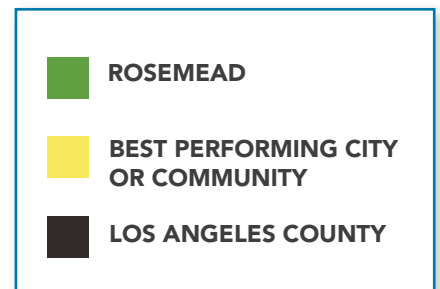 ROSEMEAD
BEST PERFORMING CITY
OR COMMUNITY
LOS ANGELES COUNTY